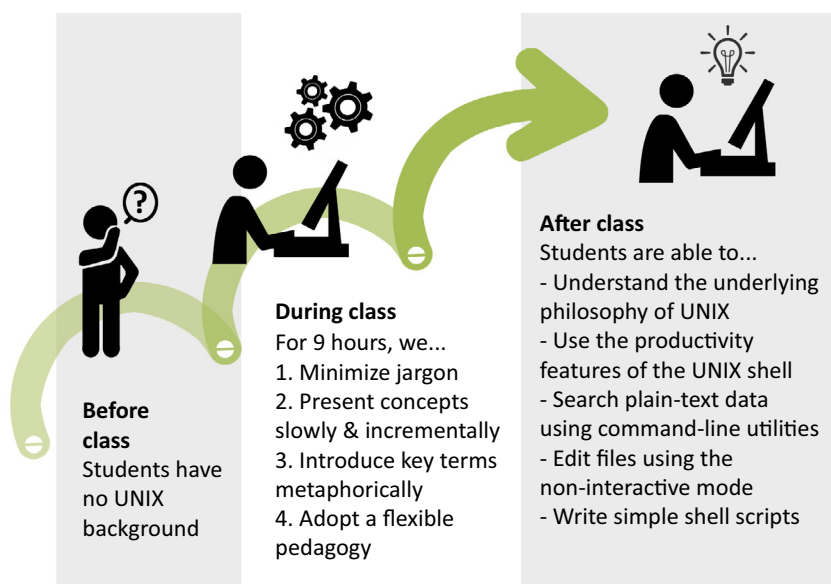 ?
Before
class
Students have
no UNIX
background
During class
For 9 hours, we...
1. Minimize jargon
2. Present concepts
slowly & incrementally
3. Introduce key terms
metaphorically
4. Adopt a flexible
pedagogy
After class
Students are able to...
- Understand the underlying
philosophy of UNIX
- Use the productivity
features of the UNIX shell
- Search plain-text data
using command-line utilities
- Edit files using the
non-interactive mode
- Write simple shell scripts